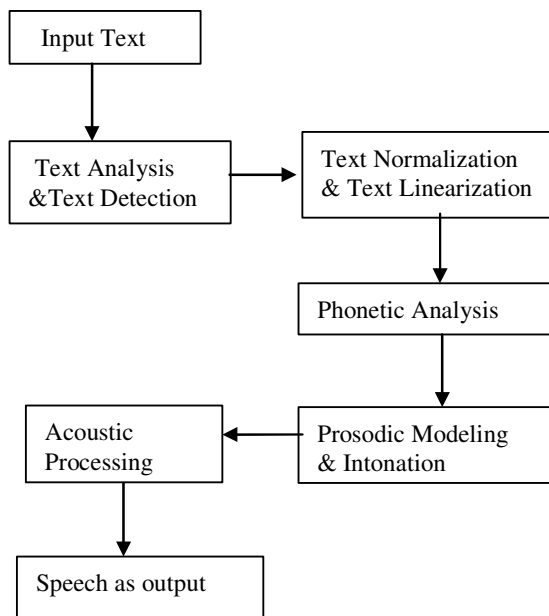 Input Text
Text Analysis
&Text Detection
Text Normalization
& Text Linearization
Phonetic Analysis
Prosodic Modeling
& Intonation
Acoustic
Processing
Speech as output